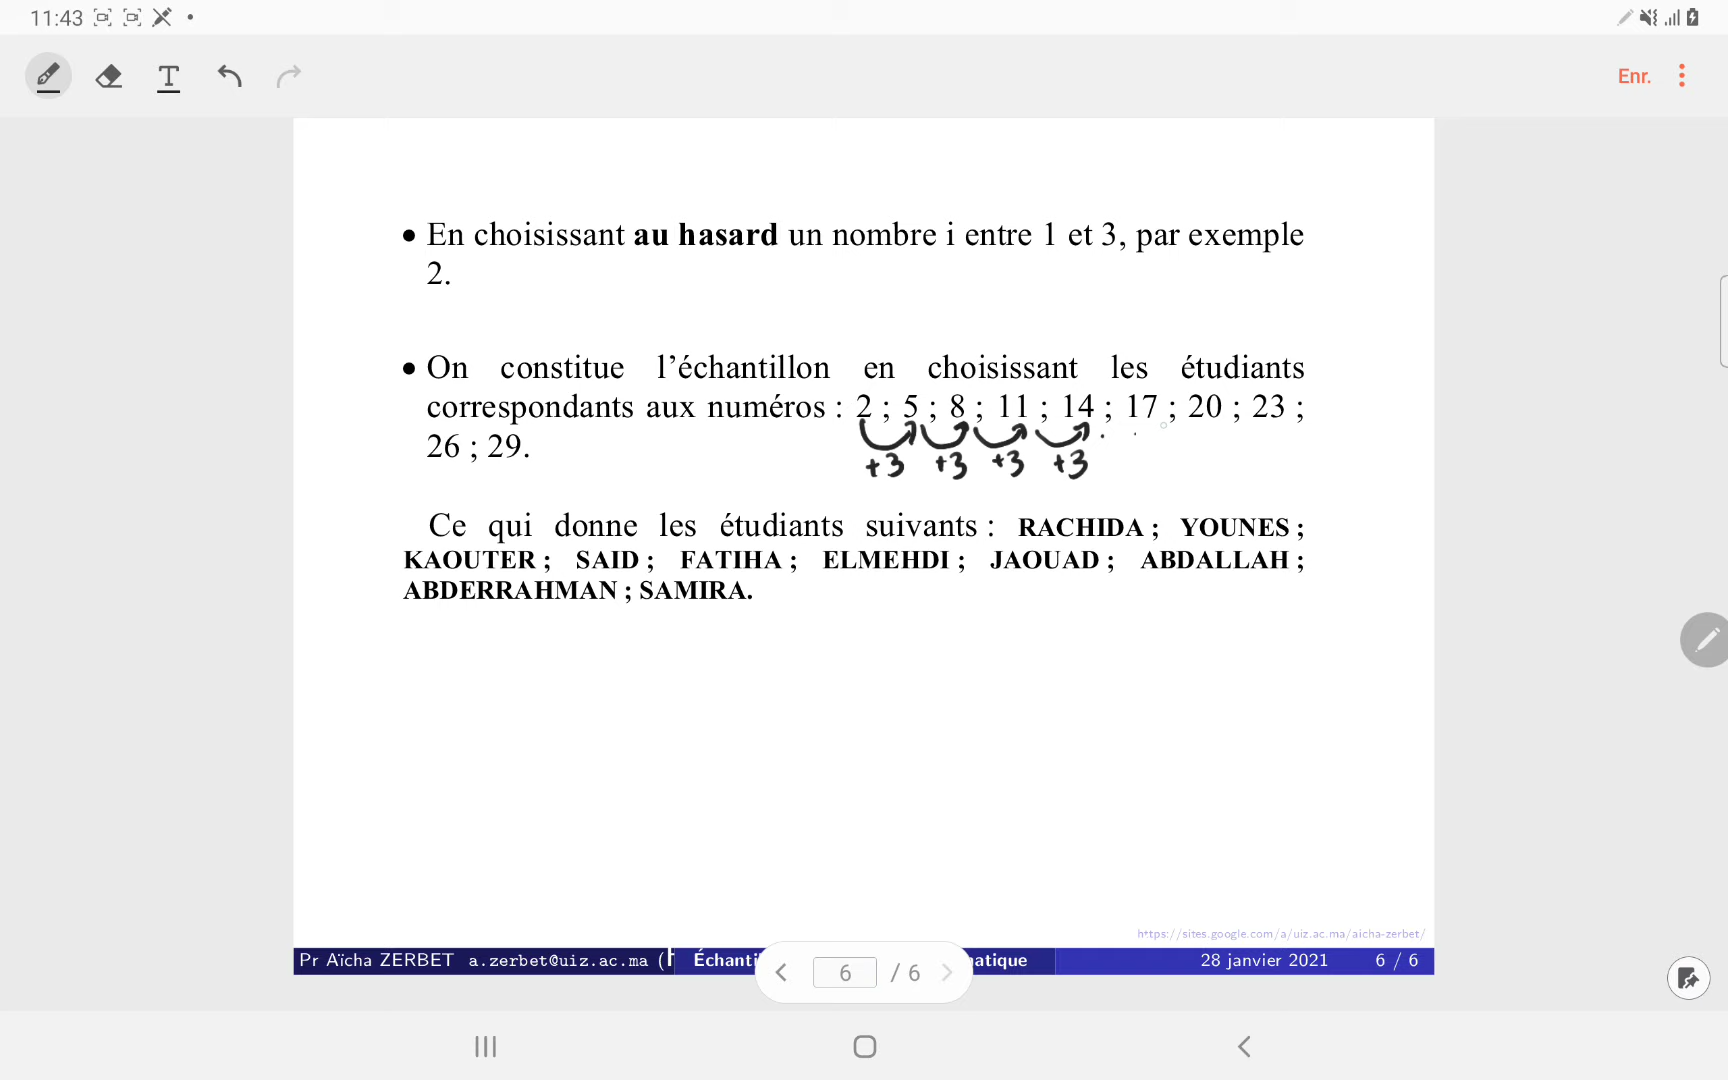 11:43
Enr.
• En choisissant au hasard un nombre i entre 1 et 3, par exemple
2.
• On constitue l’échantillon en choisissant les étudiants
correspondants aux numéros : 2 ; 5 ; 8 ; 11 ; 14 ; 17 ; 20 ; 23 ;
26 ; 29.
+3 +3 +3 +3
Ce qui donne les étudiants suivants : RACHIDA ; YOUNES ;
KAOUTER ; SAID ; FATIHA ; ELMEHDI ; JAOUAD ; ABDALLAH ;
ABDERRAHMAN ; SAMIRA.
https://sites.google.com/a/uiz.ac.ma/aicha-zerbet/
Pr Aïcha ZERBET a.zerbet@uiz.ac.ma ( Échanti atique 28 janvier 2021 6 / 6
6 / 6